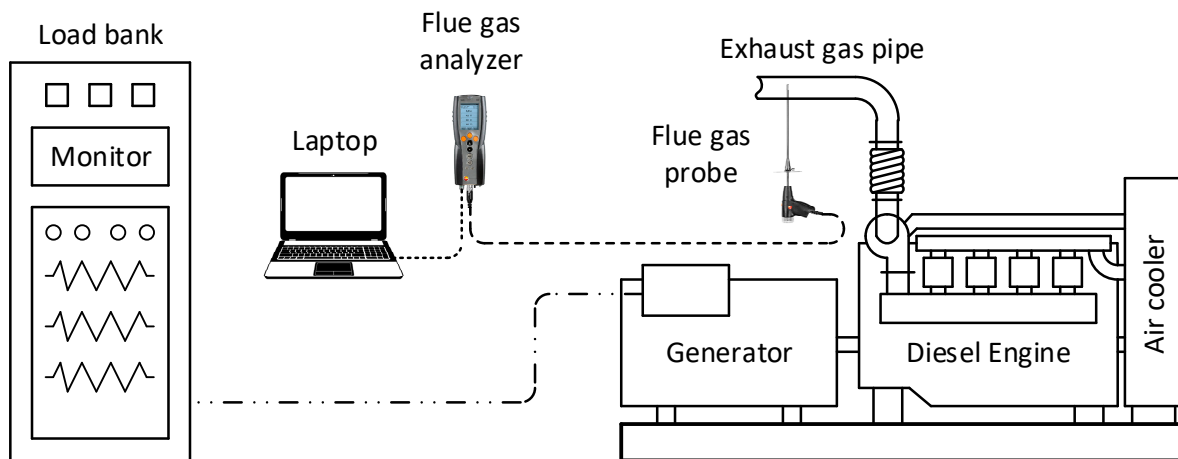 Load bank
Monitor
Laptop
Flue gas
analyzer
Exhaust gas pipe
Flue gas
probe
Generator
Diesel Engine
Air cooler